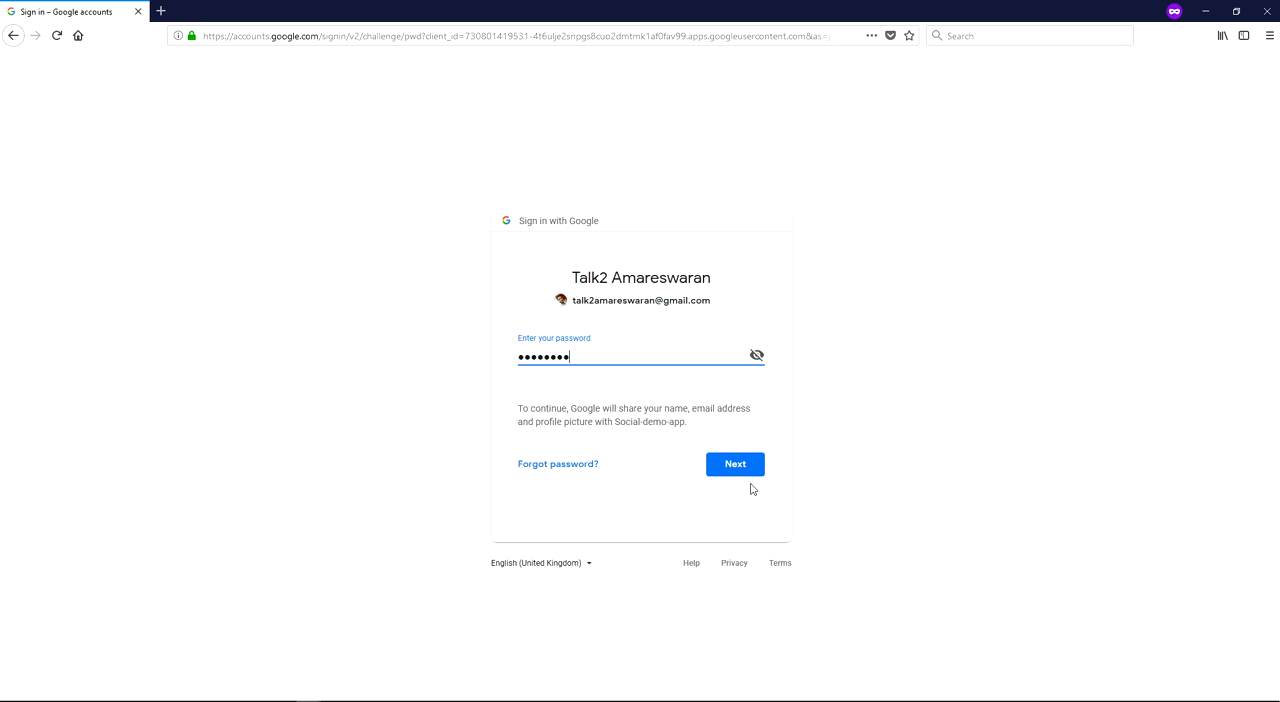 Sign in – Google accounts
https://accounts.google.com/signin/v2/challenge/pwd?client_id=730801419531-4t6ulje2snpgs8cuo2dmtmk1af0fav99.apps.googleusercontent.com&as=
Search
Sign in with Google
Talk2 Amareswaran
talk2amareswaran@gmail.com
Enter your password
To continue, Google will share your name, email address
and profile picture with Social-demo-app.
Forgot password?
Next
English (United Kingdom)
Help
Privacy
Terms